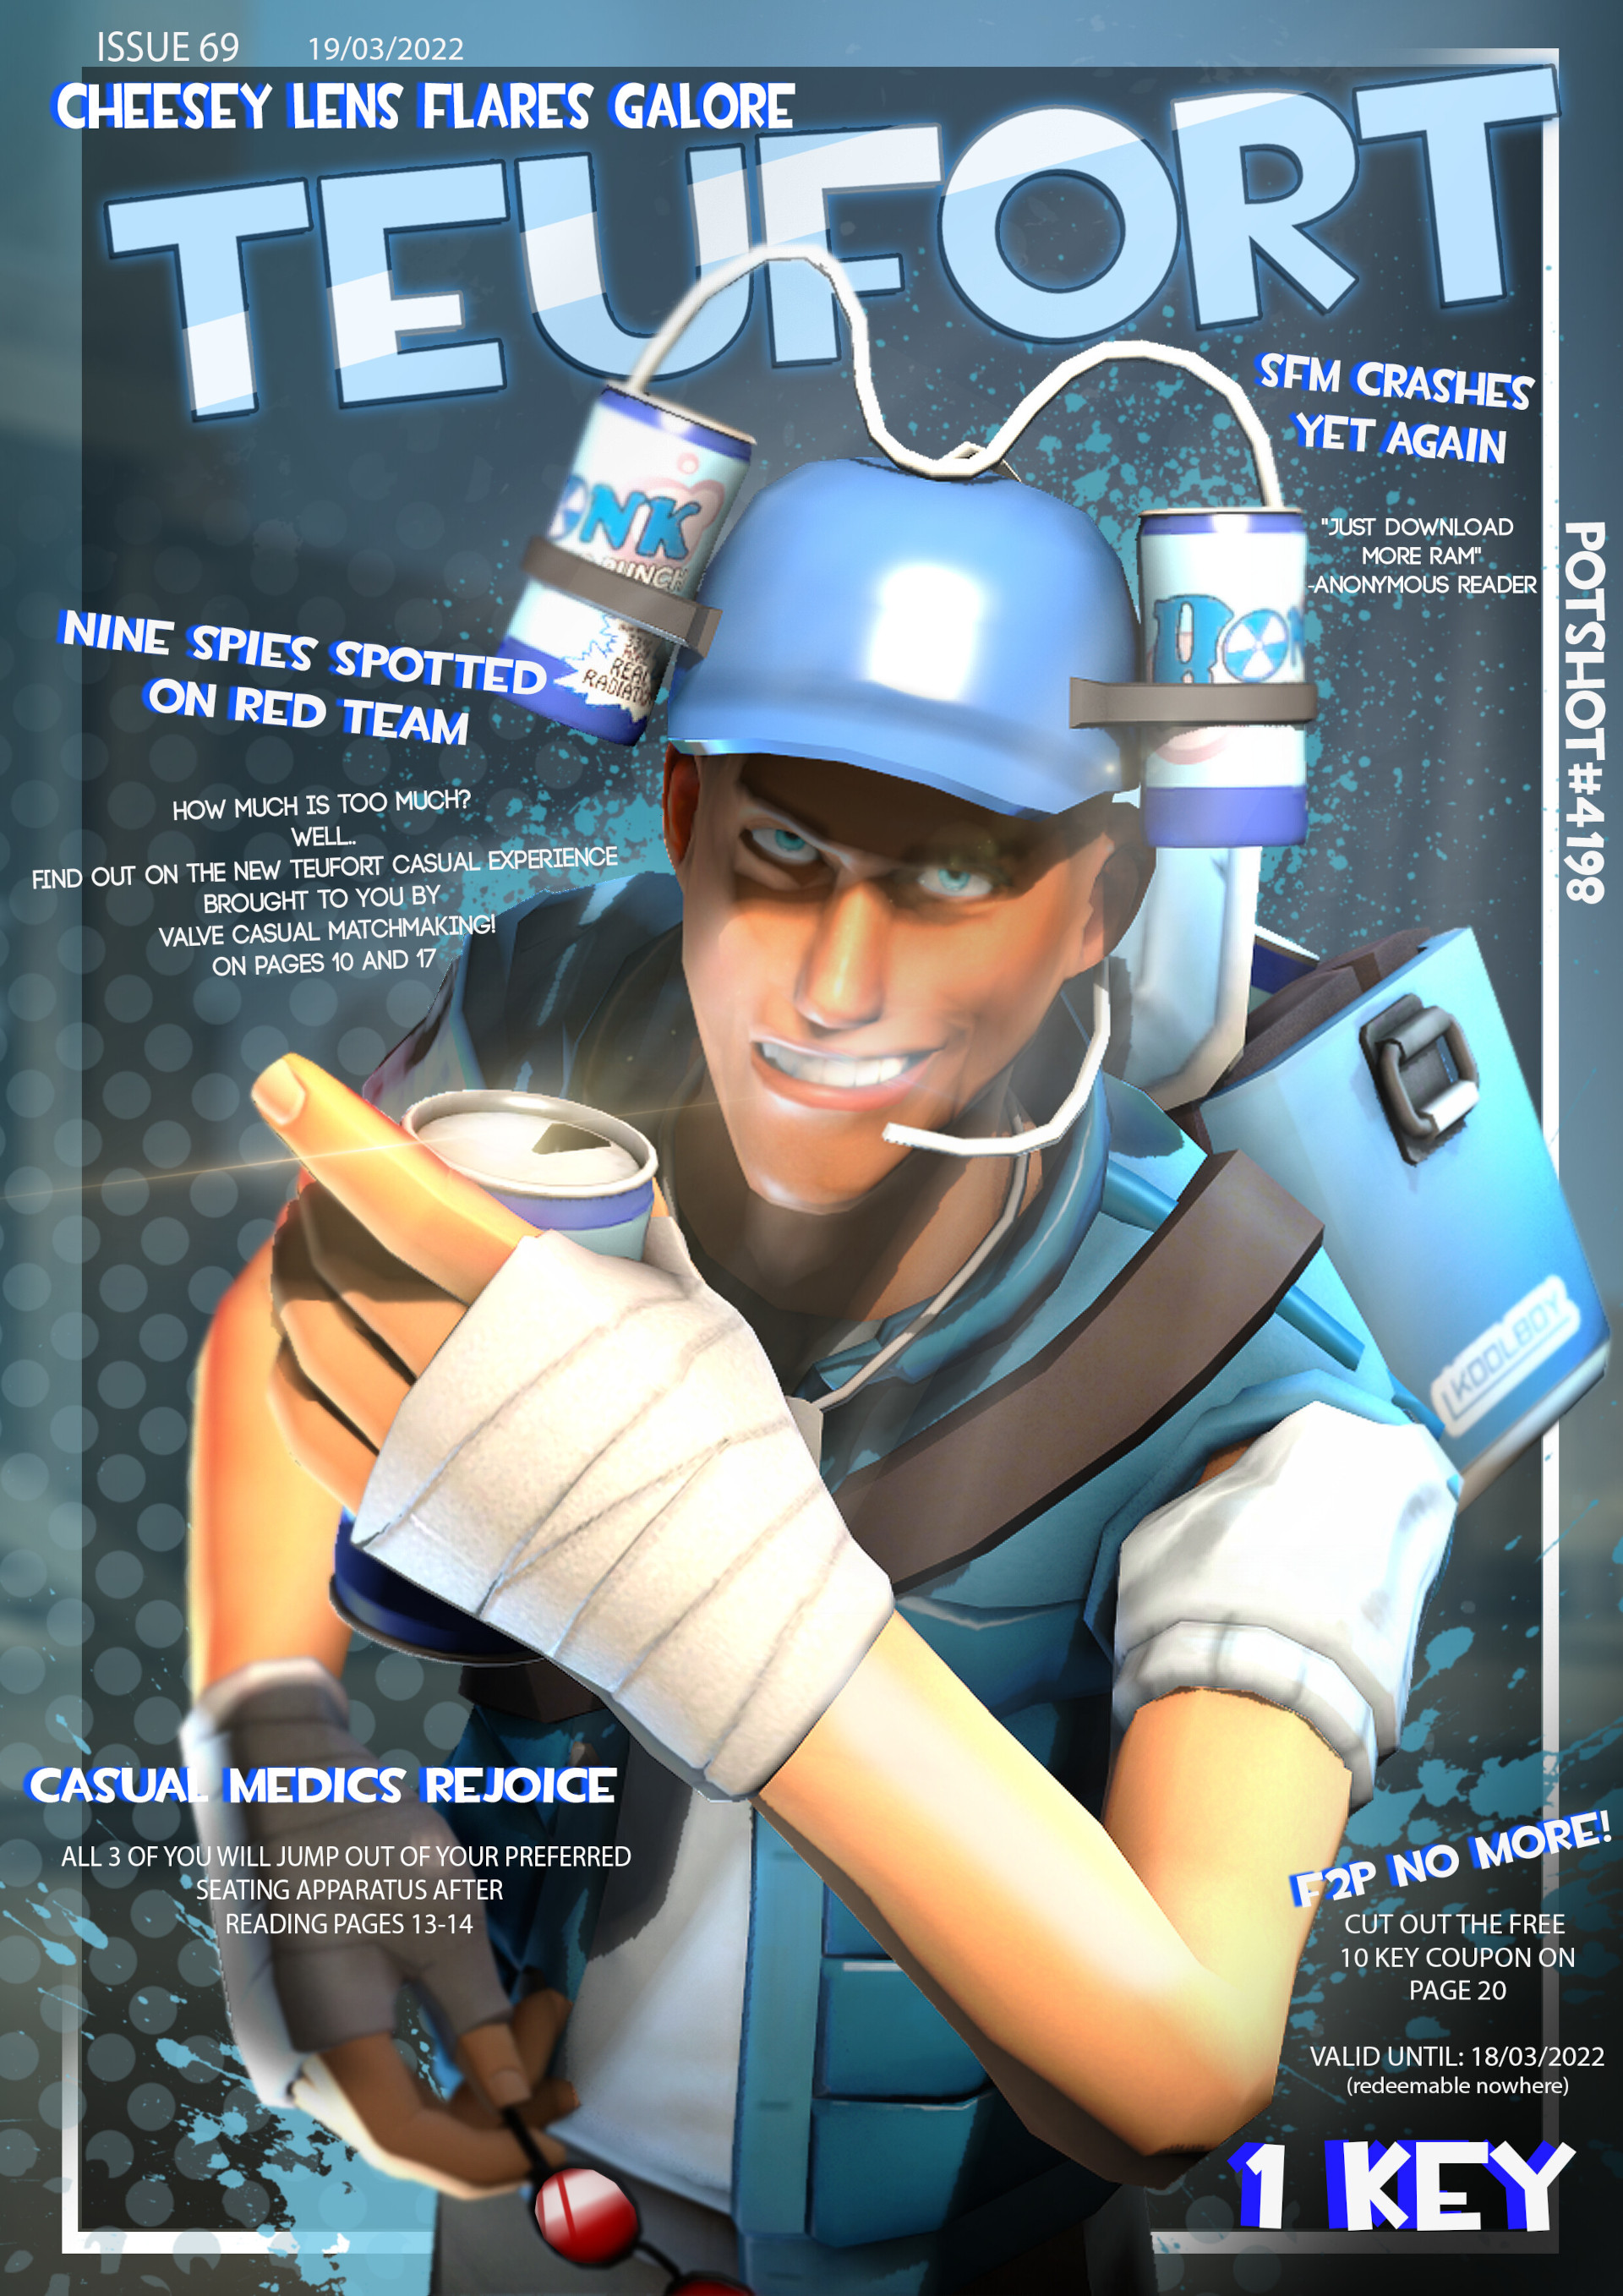 ISSUE 69
19/03/2022
CHEESEY LENS FLARES GALORE
TEUFORT
SFM CRASHES
YET AGAIN
"JUST DOWNLOAD
MORE RAM"
-ANONYMOUS READER
POTSHOT#4198
ONK
PUNCH
REAL
BON
NINE SPIES SPOTTED
ON RED TEAM
HOW MUCH IS TOO MUCH?
WELL..
FIND OUT ON THE NEW TEUFORT CASUAL EXPERIENCE
BROUGHT TO YOU BY
VALVE CASUAL MATCHMAKING!
ON PAGES 10 AND 17
LKOOLBOY
CASUAL MEDICS REJOICE
ALL 3 OF YOU WILL JUMP OUT OF YOUR PREFERRED
SEATING APPARATUS AFTER
READING PAGES 13-14
F2P NO MORE!
CUT OUT THE FREE
10 KEY COUPON ON
PAGE 20
VALID UNTIL: 18/03/2022
(redeemable nowhere)
1 KEY